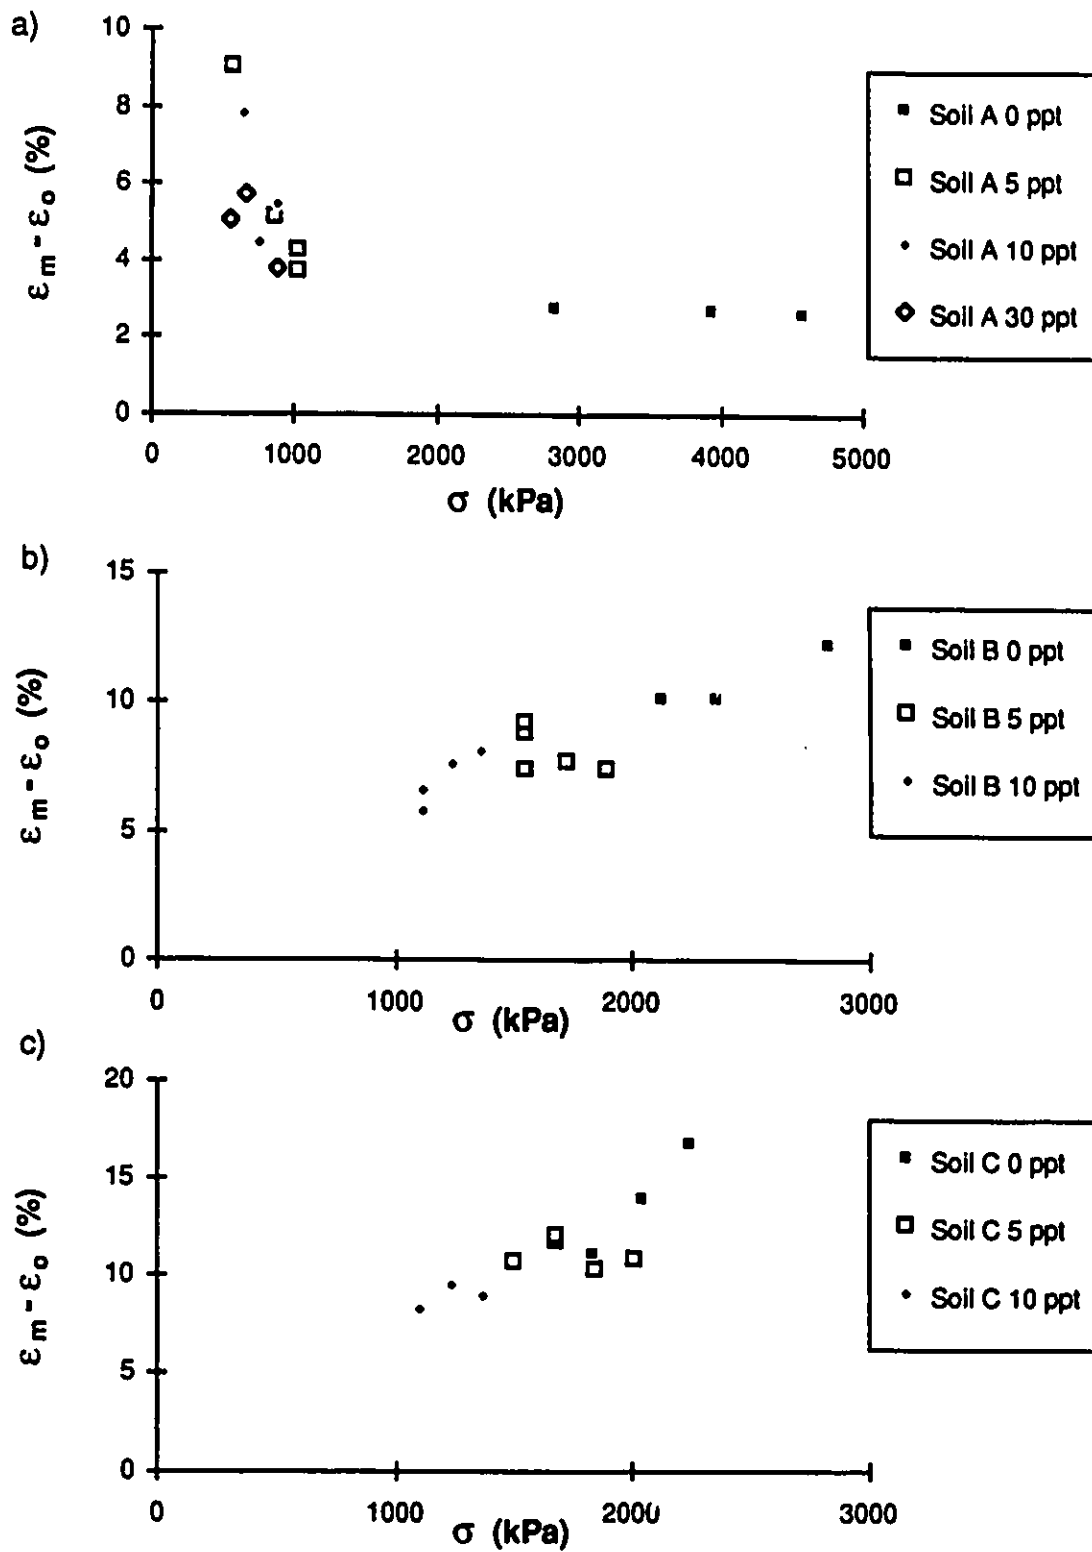 a)
10
8
6
4
2
0
εm - εo (%)
0 1000 2000 3000 4000 5000
σ (kPa)
Soil A 0 ppt
Soil A 5 ppt
Soil A 10 ppt
Soil A 30 ppt
b)
15
10
5
0
εm - εo (%)
0 1000 2000 3000
σ (kPa)
Soil B 0 ppt
Soil B 5 ppt
Soil B 10 ppt
c)
20
15
10
5
0
εm - εo (%)
0 1000 2000 3000
σ (kPa)
Soil C 0 ppt
Soil C 5 ppt
Soil C 10 ppt